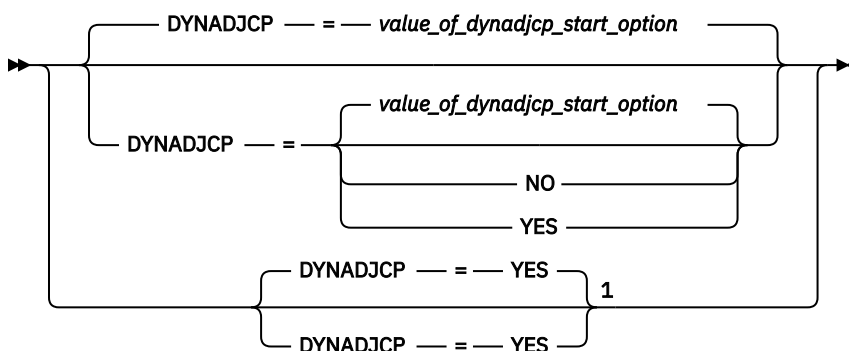 DYNADJCP = value_of_dynadjcp_start_option
value_of_dynadjcp_start_option
DYNADJCP =
NO
YES
DYNADJCP = YES
1
DYNADJCP = YES